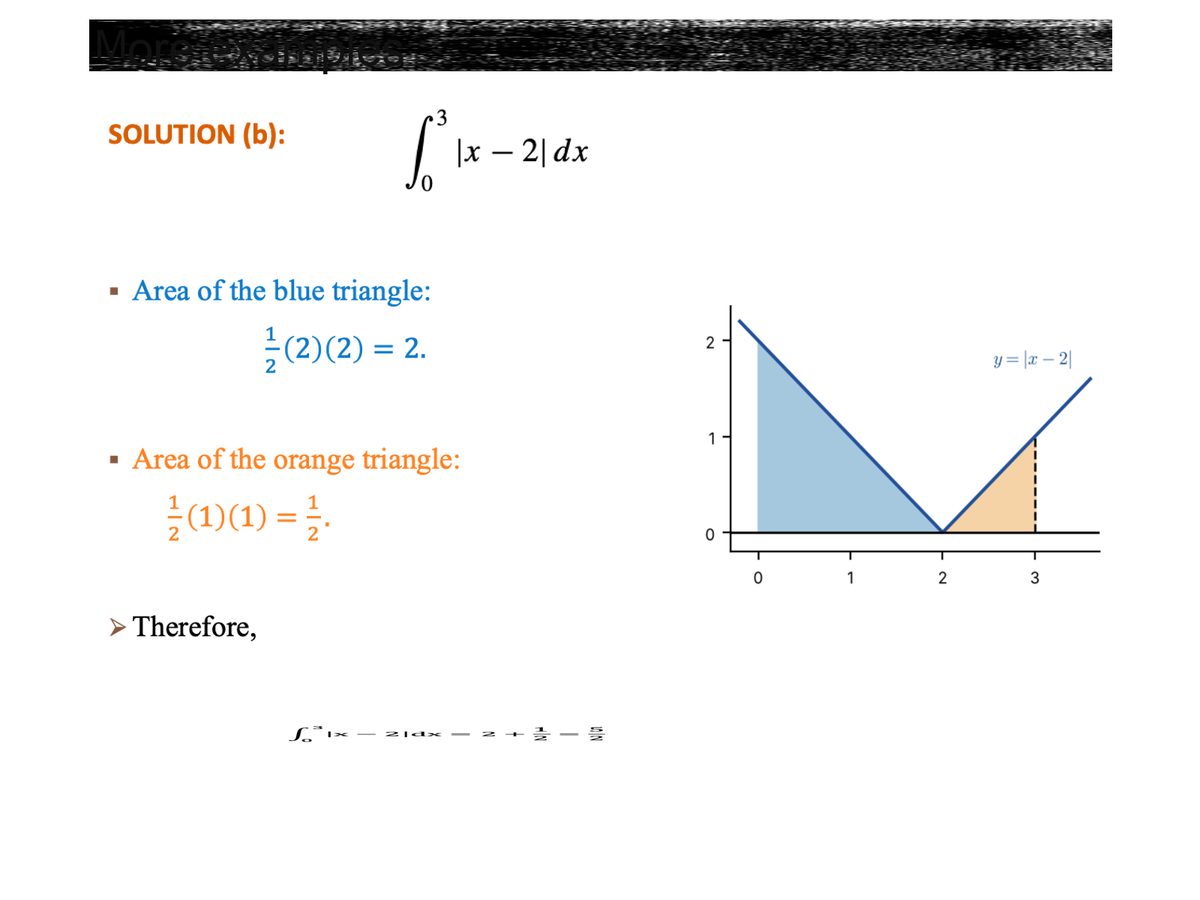 More examples:
SOLUTION (b):
∫₀³ |x − 2| dx
▪ Area of the blue triangle:
1/2 (2)(2) = 2.
▪ Area of the orange triangle:
1/2 (1)(1) = 1/2.
➤ Therefore,
∫₀³ |x − 2|dx = 2 + 1/2 = 5/2
y = |x − 2|
2
1
0
0 1 2 3